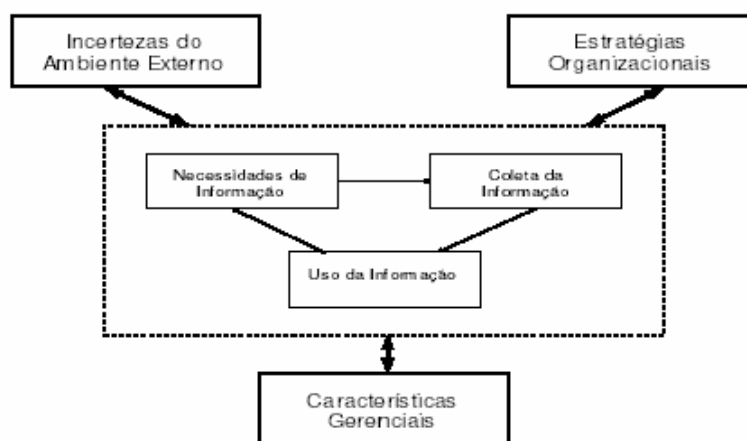 Incertezas do
Ambiente Externo
Estratégias
Organizacionais
Necessidades de
Informação
Coleta da
Informação
Uso da Informação
Características
Gerenciais